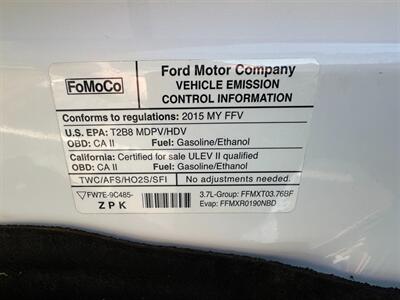 FoMoCo
Ford Motor Company
VEHICLE EMISSION
CONTROL INFORMATION
Conforms to regulations: 2015 MY FFV
U.S. EPA: T2B8 MDPV/HDV
OBD: CA II Fuel: Gasoline/Ethanol
California: Certified for sale ULEV II qualified
OBD: CA II Fuel: Gasoline/Ethanol
TWC/AFS/HO2S/SFI No adjustments needed.
FW7E-9C485- 3.7L-Group: FFMXT03.76BF
ZPK Evap: FFMXR0190NBD